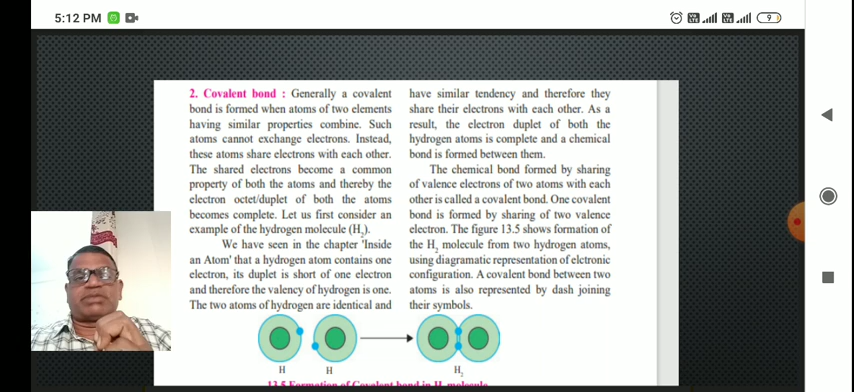 5:12 PM
9
2. Covalent bond : Generally a covalent
bond is formed when atoms of two elements
having similar properties combine. Such
atoms cannot exchange electrons. Instead,
these atoms share electrons with each other.
The shared electrons become a common
property of both the atoms and thereby the
electron octet/duplet of both the atoms
becomes complete. Let us first consider an
example of the hydrogen molecule (H₂).
We have seen in the chapter 'Inside
an Atom' that a hydrogen atom contains one
electron, its duplet is short of one electron
and therefore the valency of hydrogen is one.
The two atoms of hydrogen are identical and
have similar tendency and therefore they
share their electrons with each other. As a
result, the electron duplet of both the
hydrogen atoms is complete and a chemical
bond is formed between them.
The chemical bond formed by sharing
of valence electrons of two atoms with each
other is called a covalent bond. One covalent
bond is formed by sharing of two valence
electron. The figure 13.5 shows formation of
the H₂ molecule from two hydrogen atoms,
using diagramatic representation of elctronic
configuration. A covalent bond between two
atoms is also represented by dash joining
their symbols.
H H H₂
13.5 Formation of Covalent bond in H₂ molecule